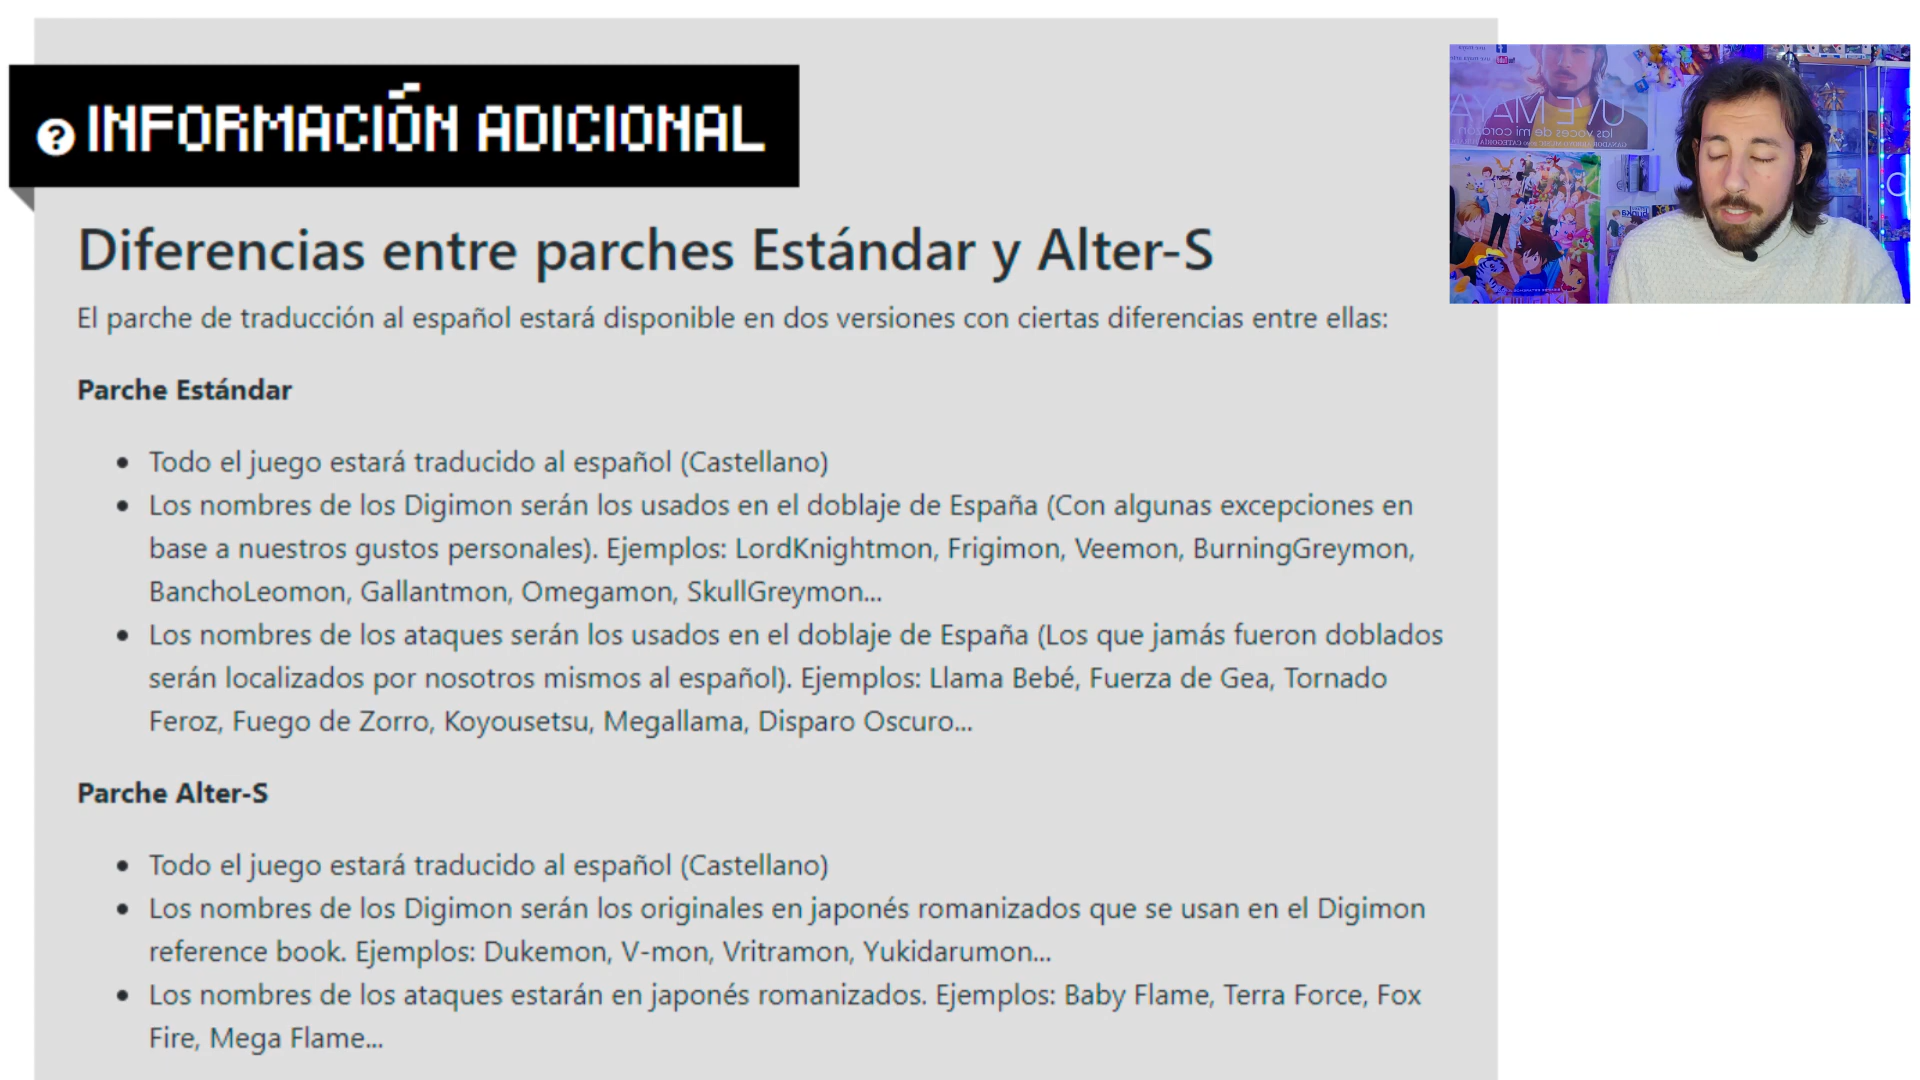 INFORMACIÓN ADICIONAL
Diferencias entre parches Estándar y Alter-S
El parche de traducción al español estará disponible en dos versiones con ciertas diferencias entre ellas:
Parche Estándar
• Todo el juego estará traducido al español (Castellano)
• Los nombres de los Digimon serán los usados en el doblaje de España (Con algunas excepciones en
base a nuestros gustos personales). Ejemplos: LordKnightmon, Frigimon, Veemon, BurningGreymon,
BanchoLeomon, Gallantmon, Omegamon, SkullGreymon...
• Los nombres de los ataques serán los usados en el doblaje de España (Los que jamás fueron doblados
serán localizados por nosotros mismos al español). Ejemplos: Llama Bebé, Fuerza de Gea, Tornado
Feroz, Fuego de Zorro, Koyousetsu, Megallama, Disparo Oscuro...
Parche Alter-S
• Todo el juego estará traducido al español (Castellano)
• Los nombres de los Digimon serán los originales en japonés romanizados que se usan en el Digimon
reference book. Ejemplos: Dukemon, V-mon, Vritramon, Yukidarumon...
• Los nombres de los ataques estarán en japonés romanizados. Ejemplos: Baby Flame, Terra Force, Fox
Fire, Mega Flame...
UVE MAYA
las voces de mi corazón